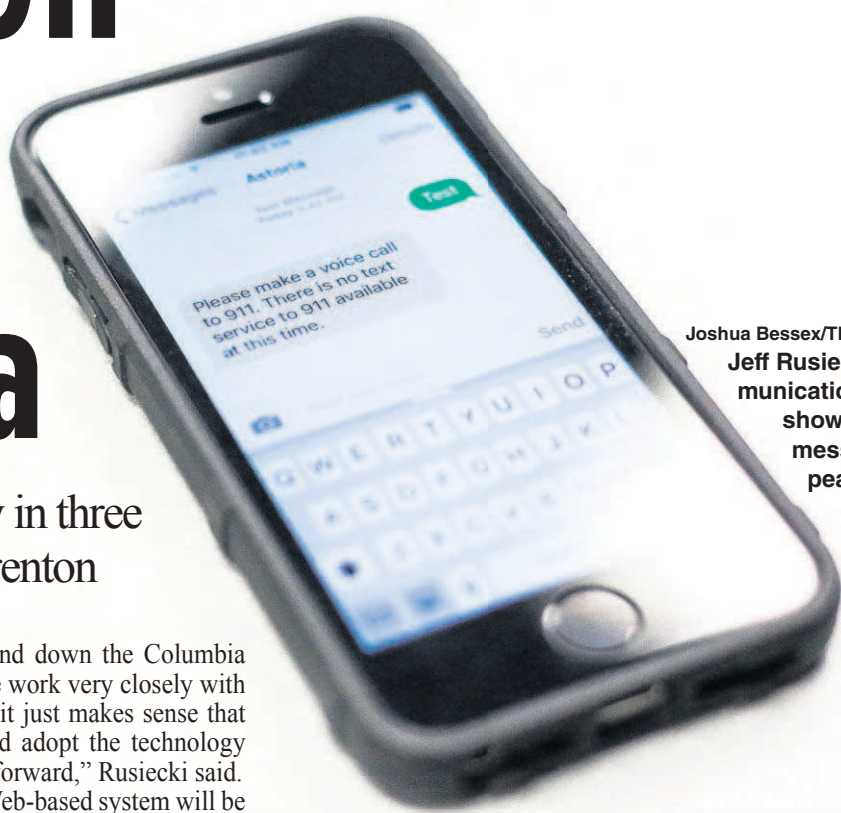 a
in three
renton
nd down the Columbia
work very closely with
it just makes sense that
d adopt the technology
forward,” Rusiecki said.
Web-based system will be
Messages
Astoria
Test
Please make a voice call
to 911. There is no text
service to 911 available
at this time.
Send
Q W E R T Y U I O P
A S D F G H J K
Joshua Bessex/Th
Jeff Rusie
municatio
show
mess
pea